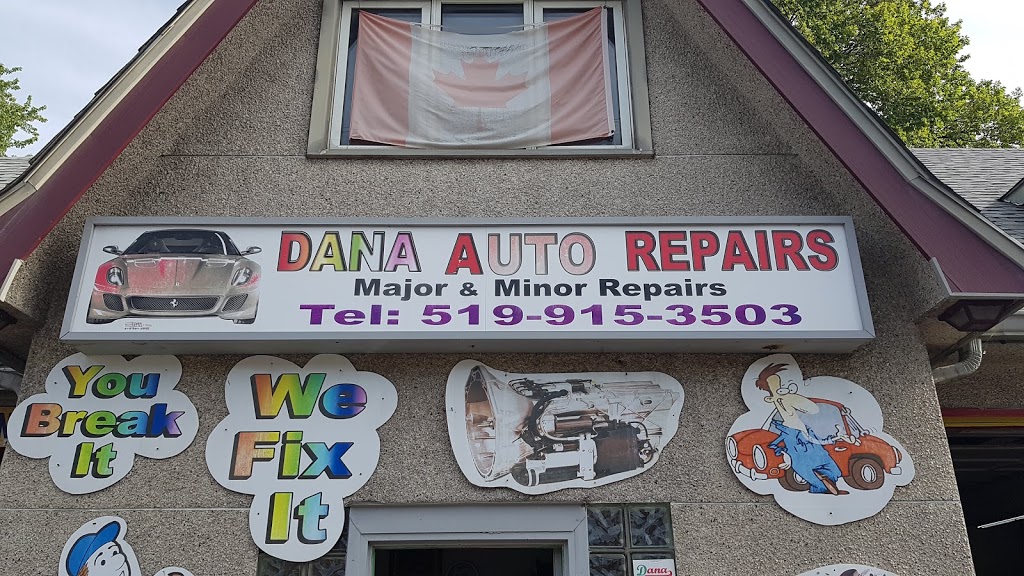 DANA AUTO REPAIRS
Major & Minor Repairs
Tel: 519-915-3503
You
Break
It
We
Fix
It
Dana